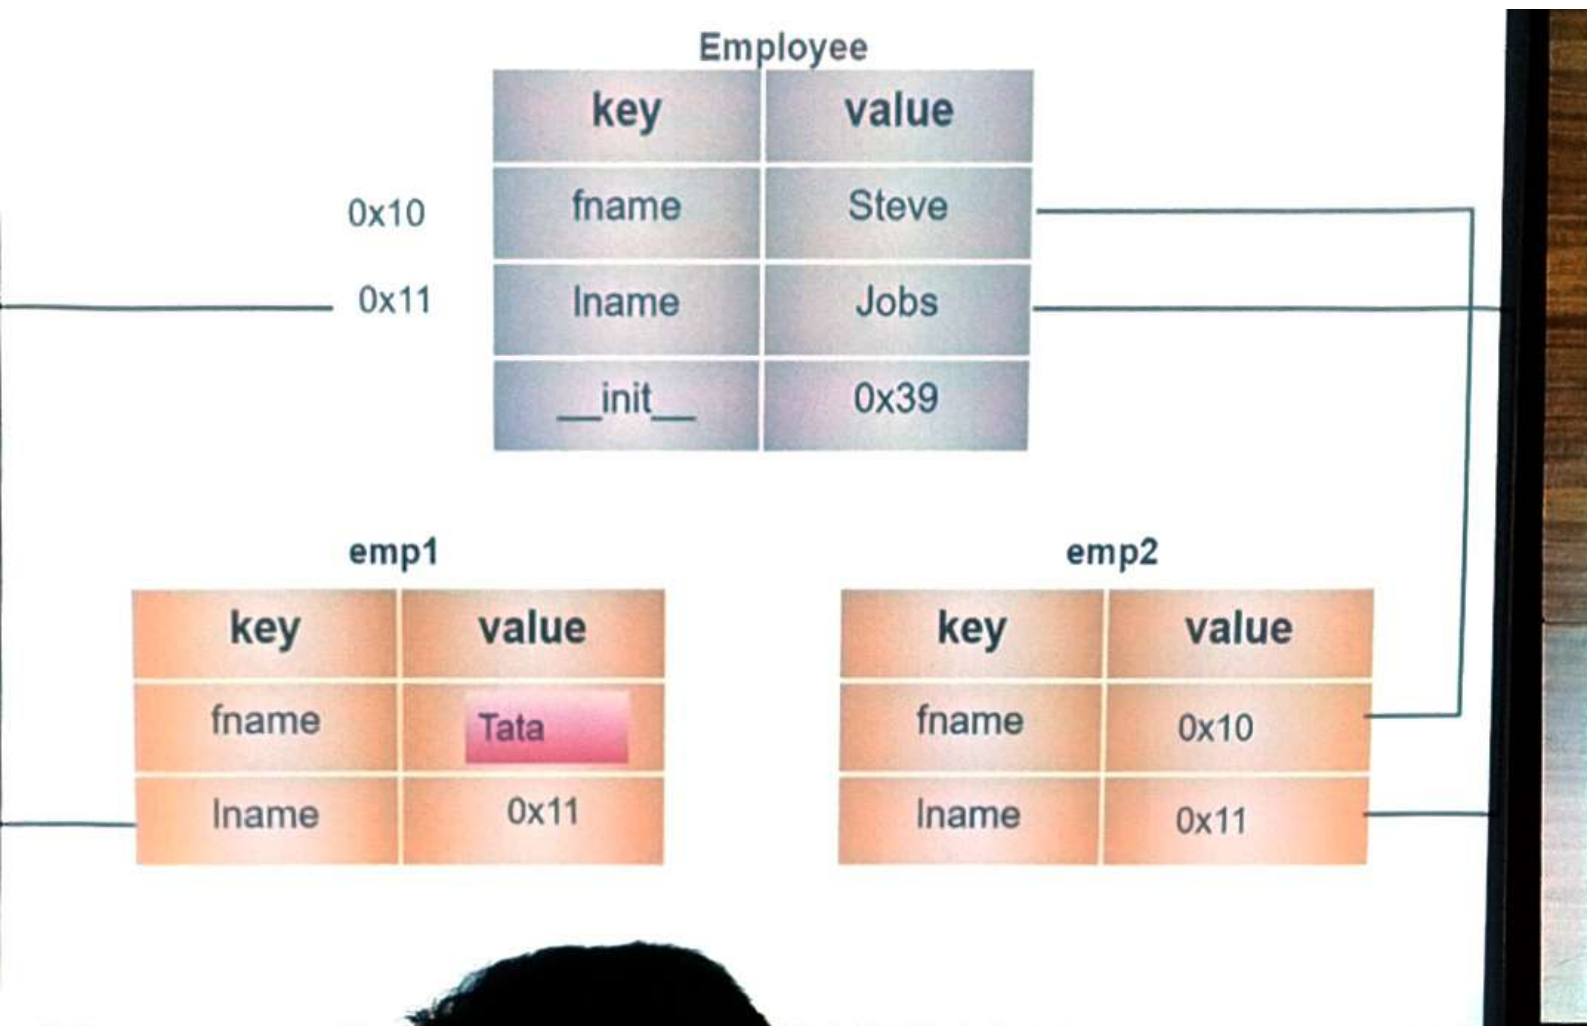 Employee
key value
0x10 fname Steve
0x11 lname Jobs
__init__ 0x39
emp1 emp2
key value key value
fname Tata fname 0x10
lname 0x11 lname 0x11